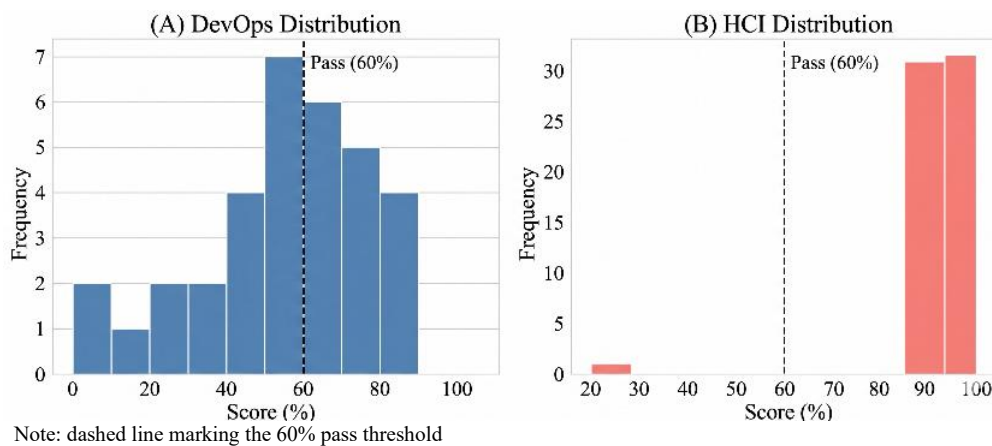 (A) DevOps Distribution
7
6
5
4
3
2
1
0
Frequency
Pass (60%)
0 20 40 60 80 100
Score (%)
(B) HCI Distribution
30
25
20
15
10
5
0
Frequency
Pass (60%)
20 30 40 50 60 70 80 90 100
Score (%)
Note: dashed line marking the 60% pass threshold